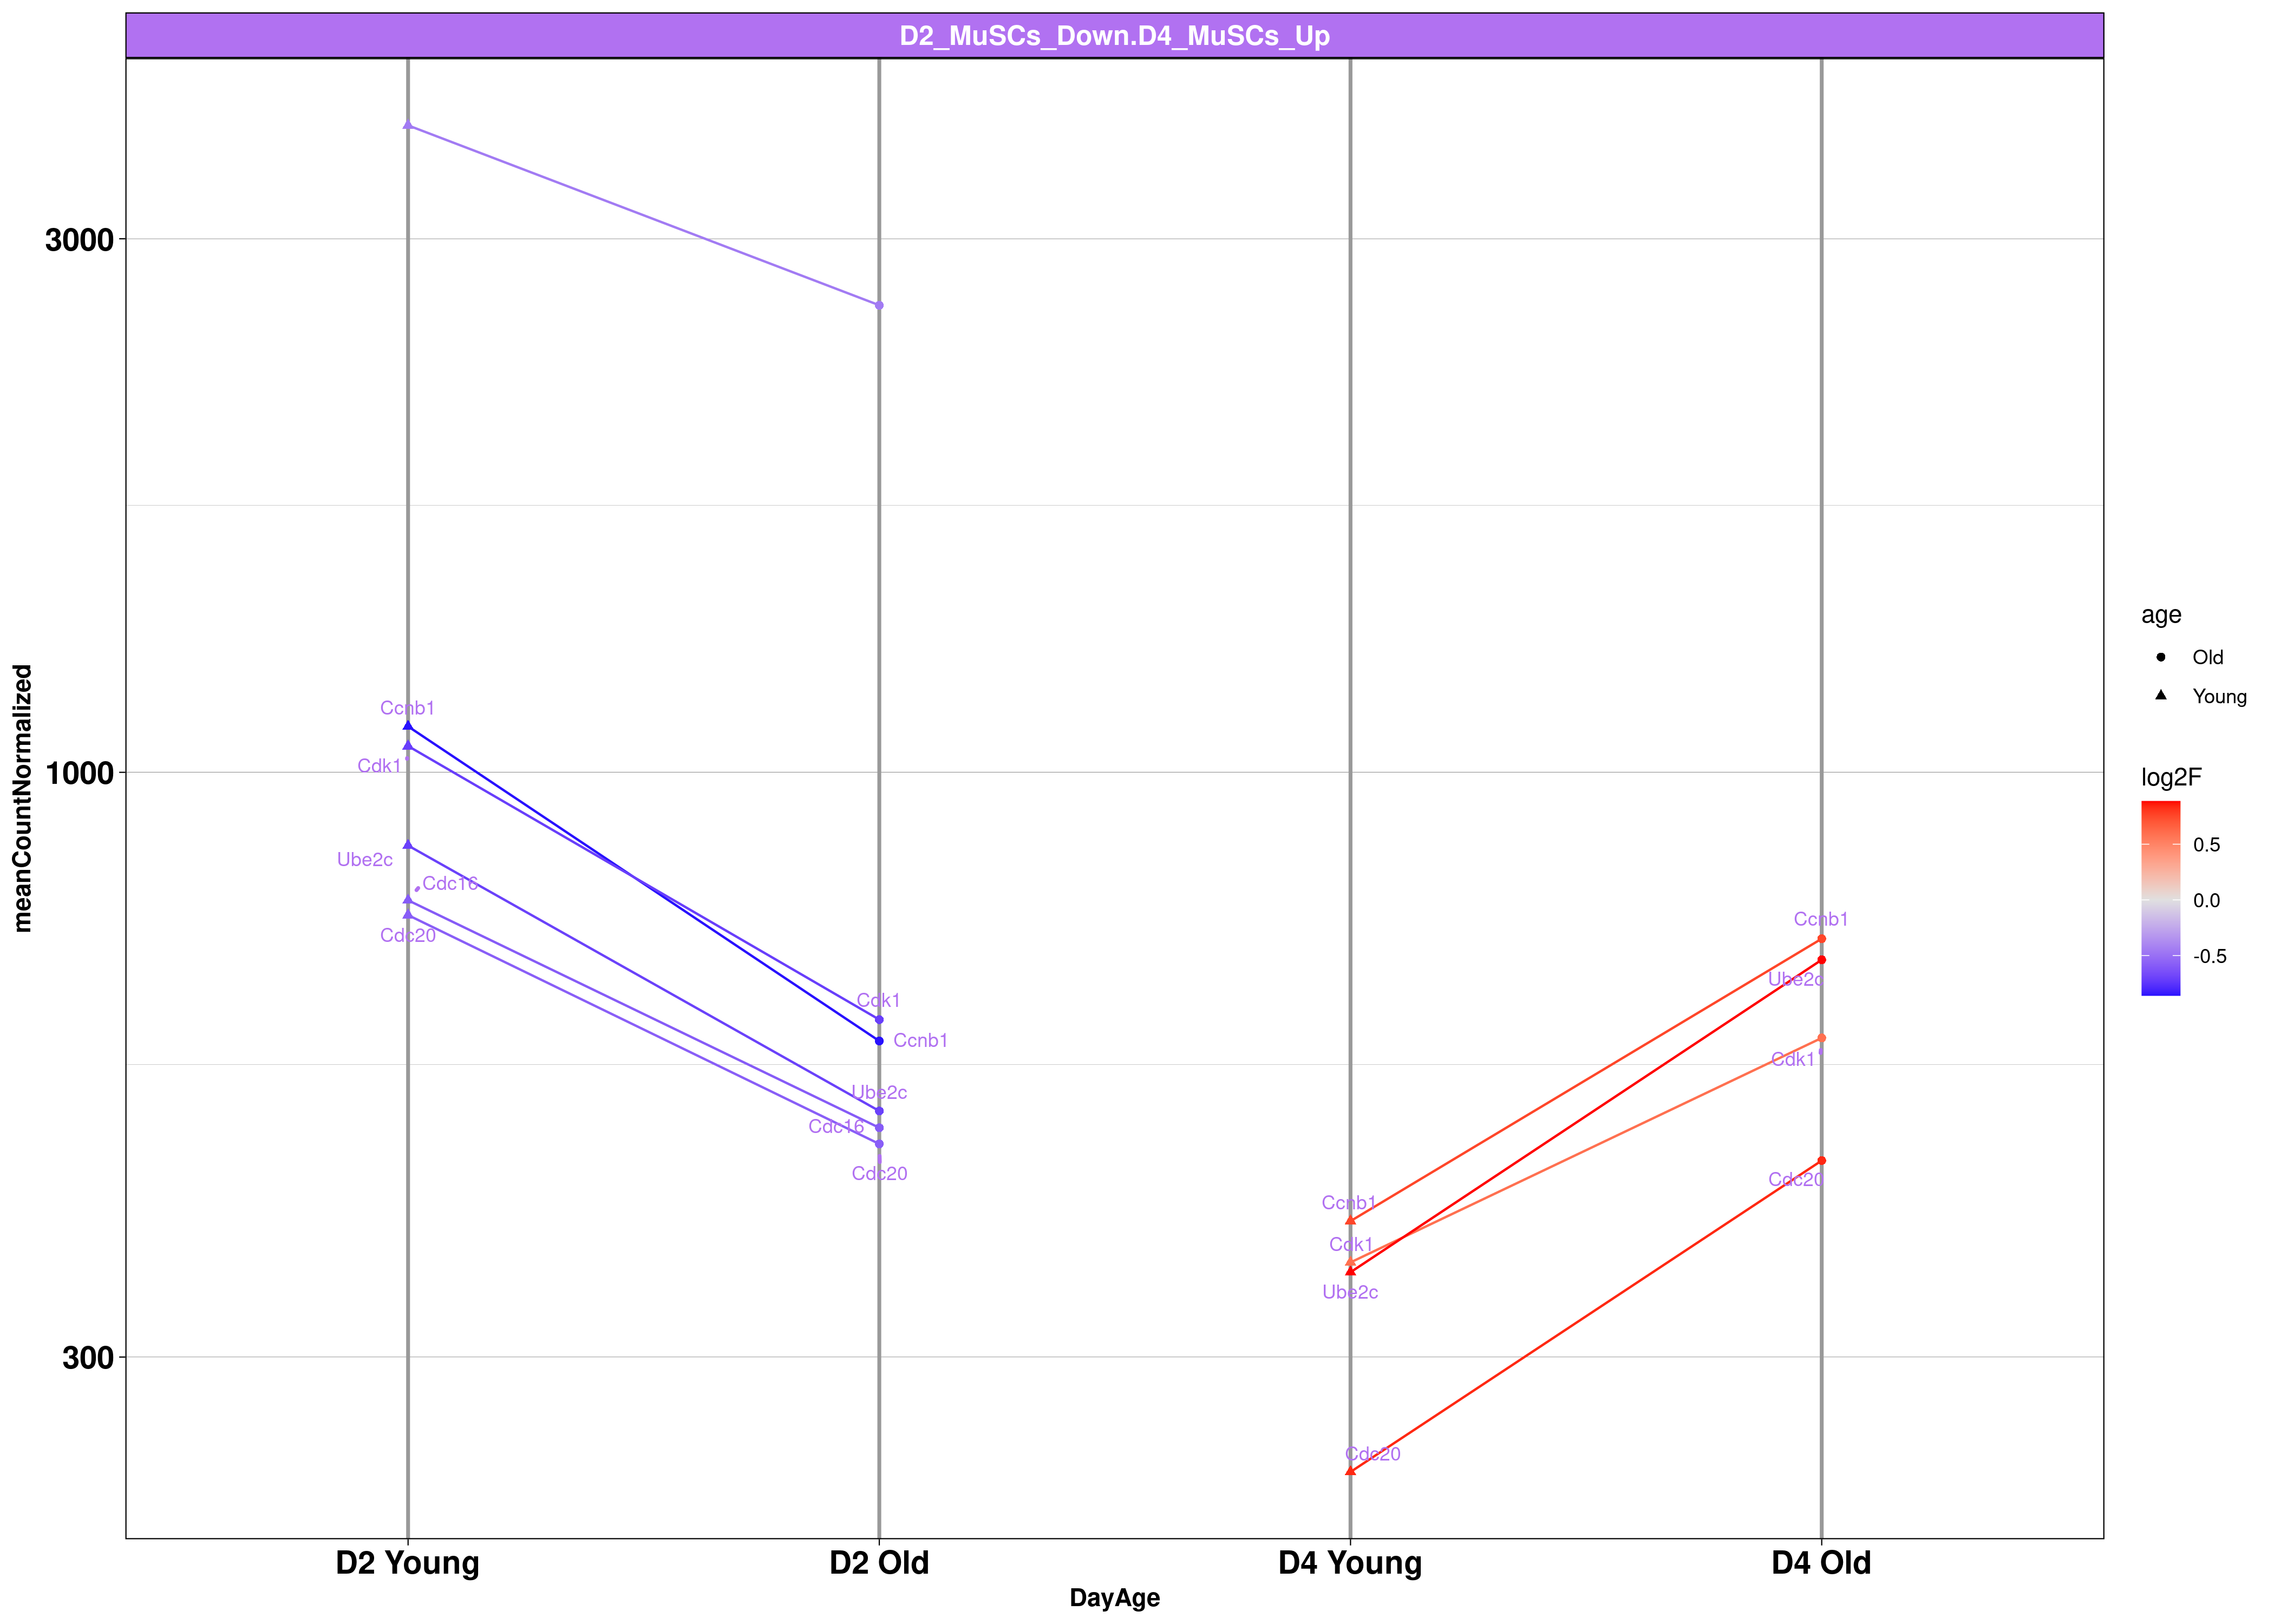 D2_MuSCs_Down.D4_MuSCs_Up
3000
1000
300
meanCountNormalized
Ccnb1
Cdk1
Ube2c
Cdc16
Cdc20
Cdk1
Ccnb1
Ube2c
Cdc16
Cdc20
Ccnb1
Cdk1
Ube2c
Cdc20
Ccnb1
Ube2c
Cdk1
Cdc20
D2 Young
D2 Old
D4 Young
D4 Old
DayAge
age
Old
Young
log2F
0.5
0.0
-0.5